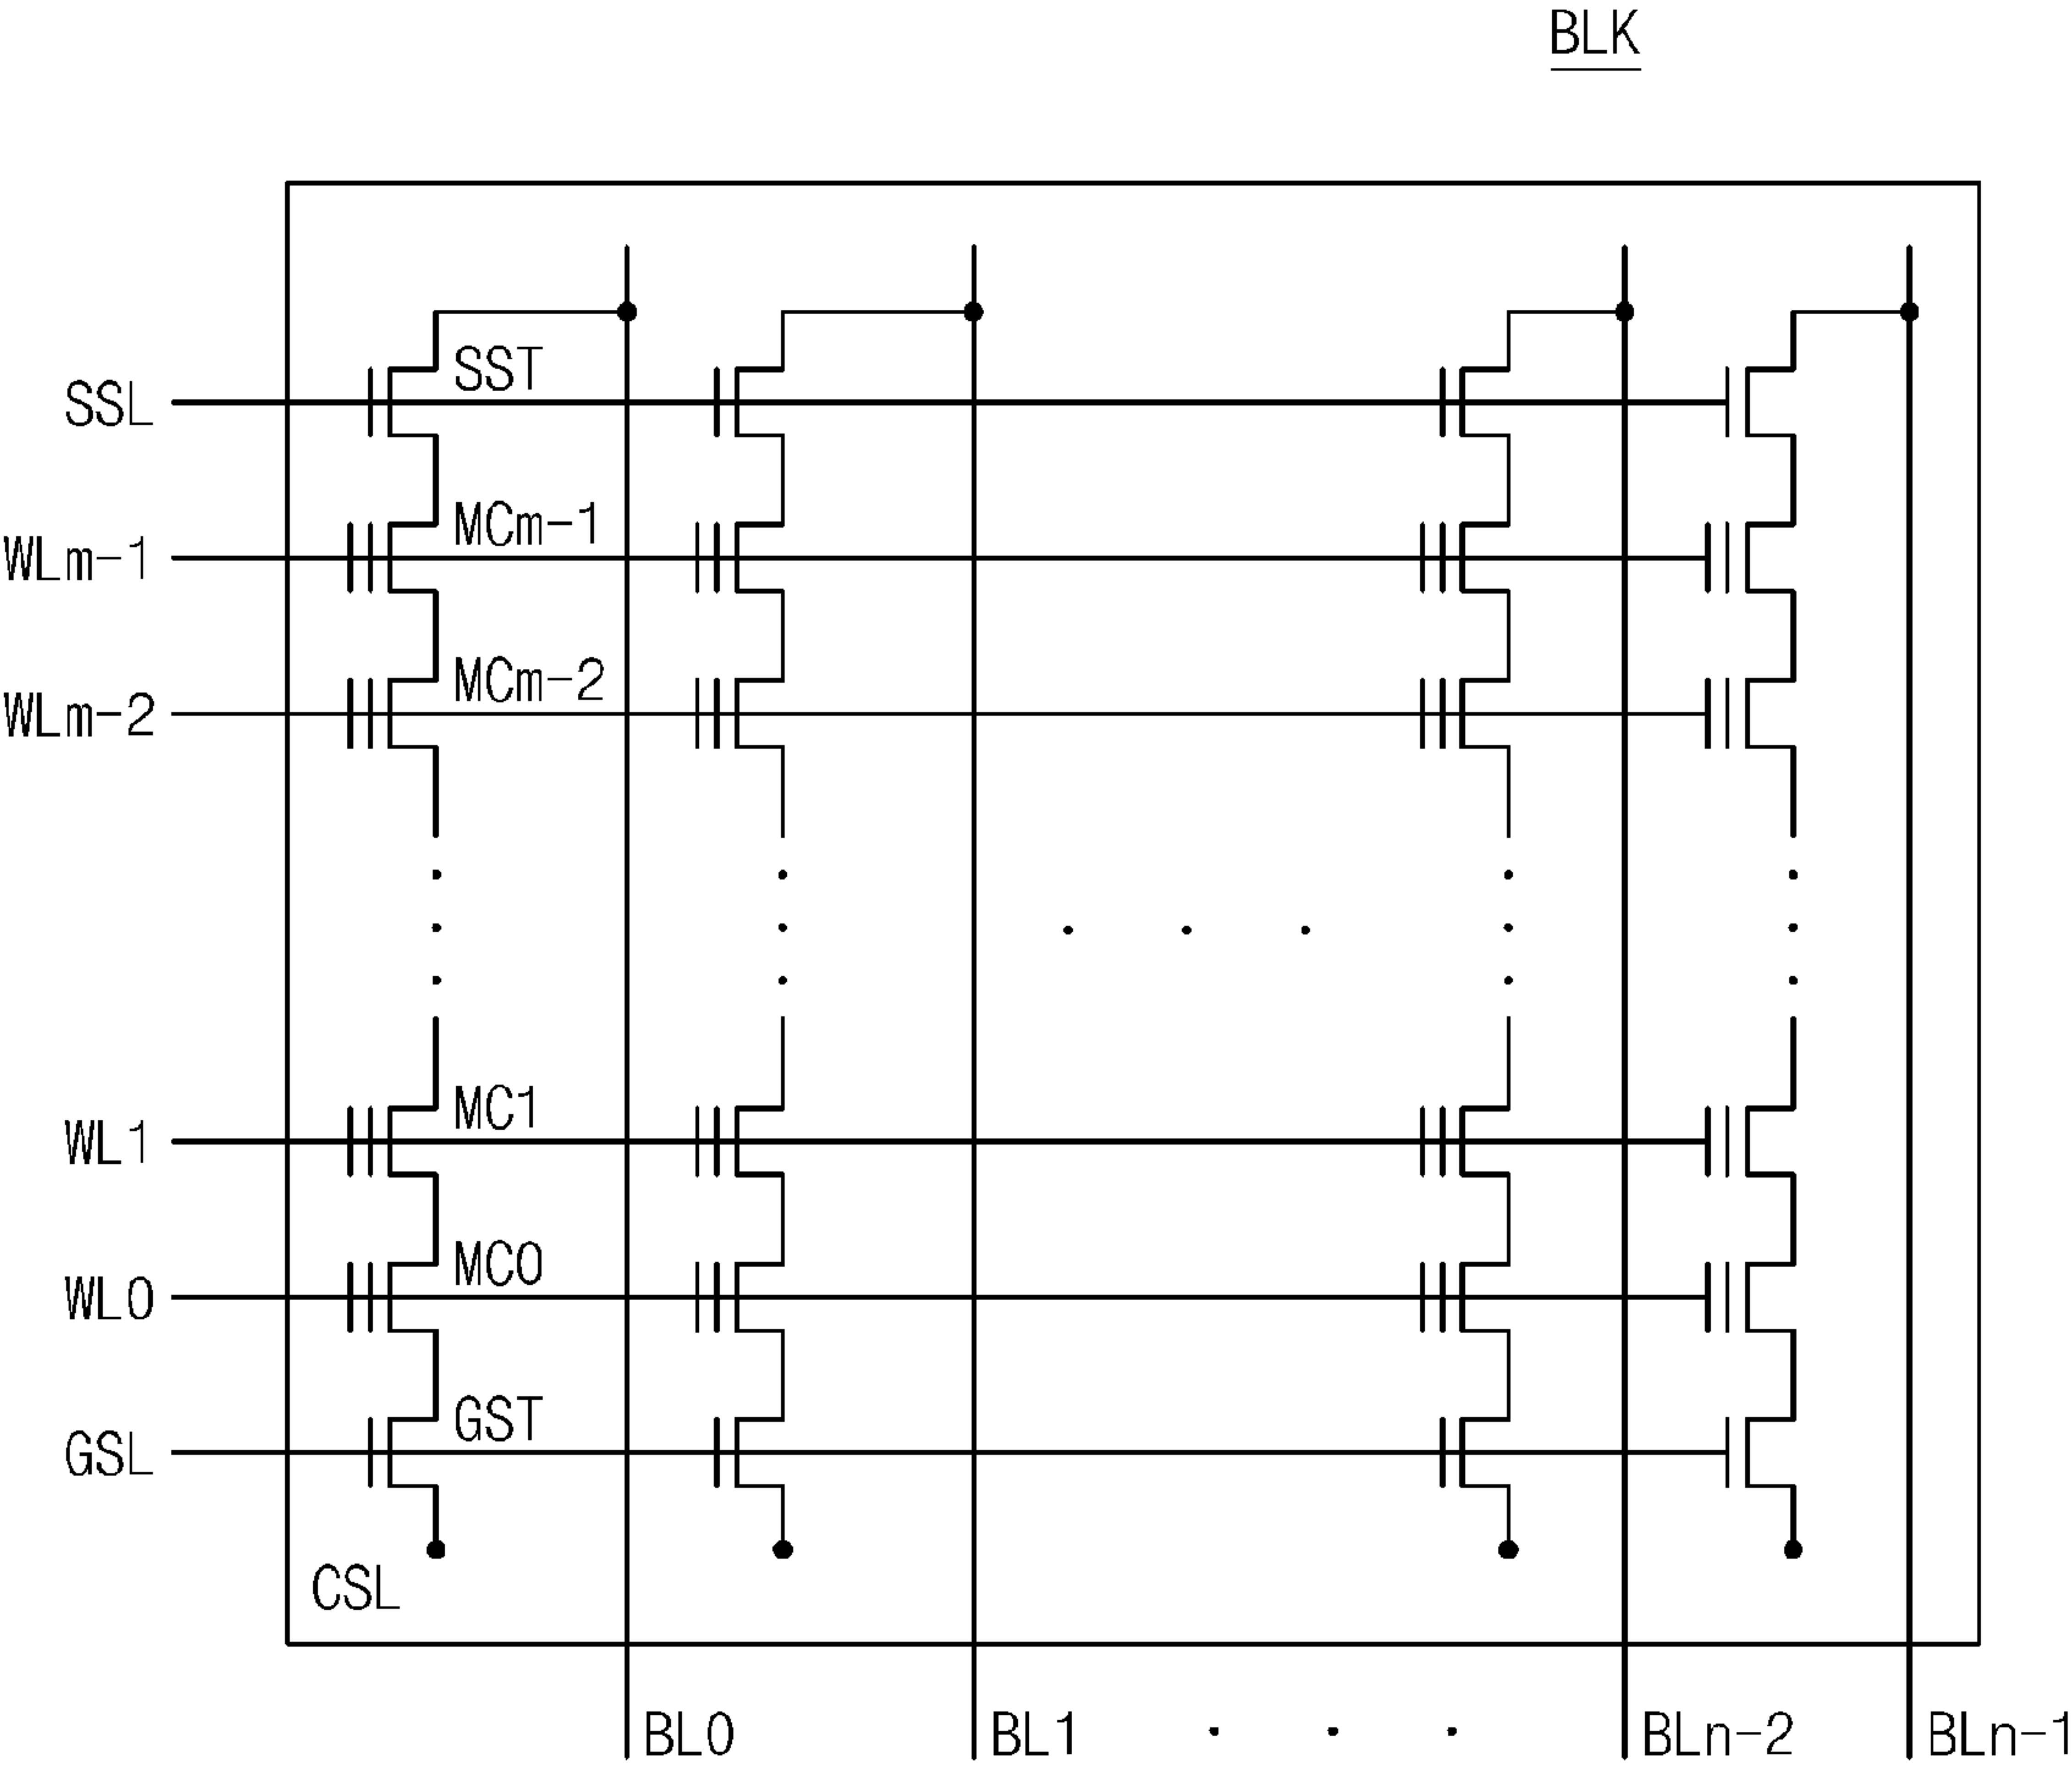 BLK
SST
SSL
MCm-1
WLm-1
MCm-2
WLm-2
MC1
WL1
MC0
WL0
GST
GSL
CSL
BL0 BL1 . . . BLn-2 BLn-1